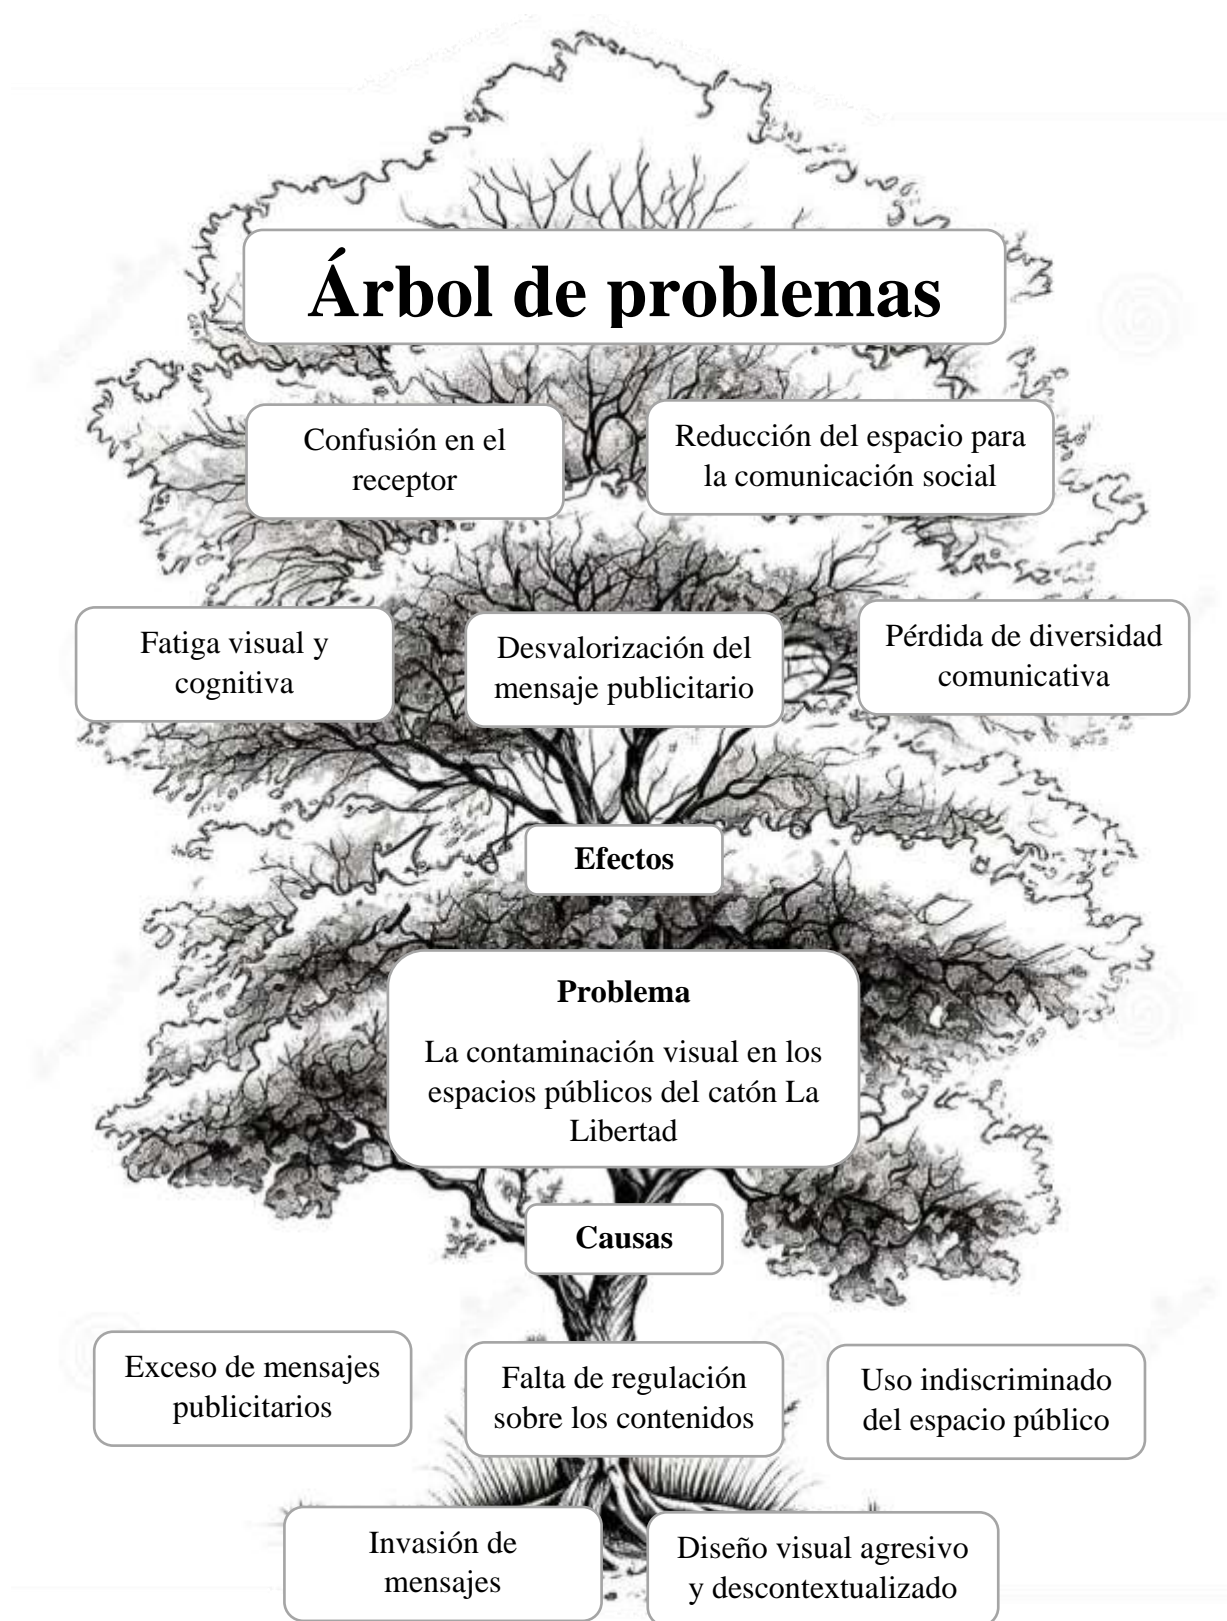 Árbol de problemas
Confusión en el
receptor
Reducción del espacio para
la comunicación social
Fatiga visual y
cognitiva
Desvalorización del
mensaje publicitario
Pérdida de diversidad
comunicativa
Efectos
Problema
La contaminación visual en los
espacios públicos del catón La
Libertad
Causas
Exceso de mensajes
publicitarios
Falta de regulación
sobre los contenidos
Uso indiscriminado
del espacio público
Invasión de
mensajes
Diseño visual agresivo
y descontextualizado